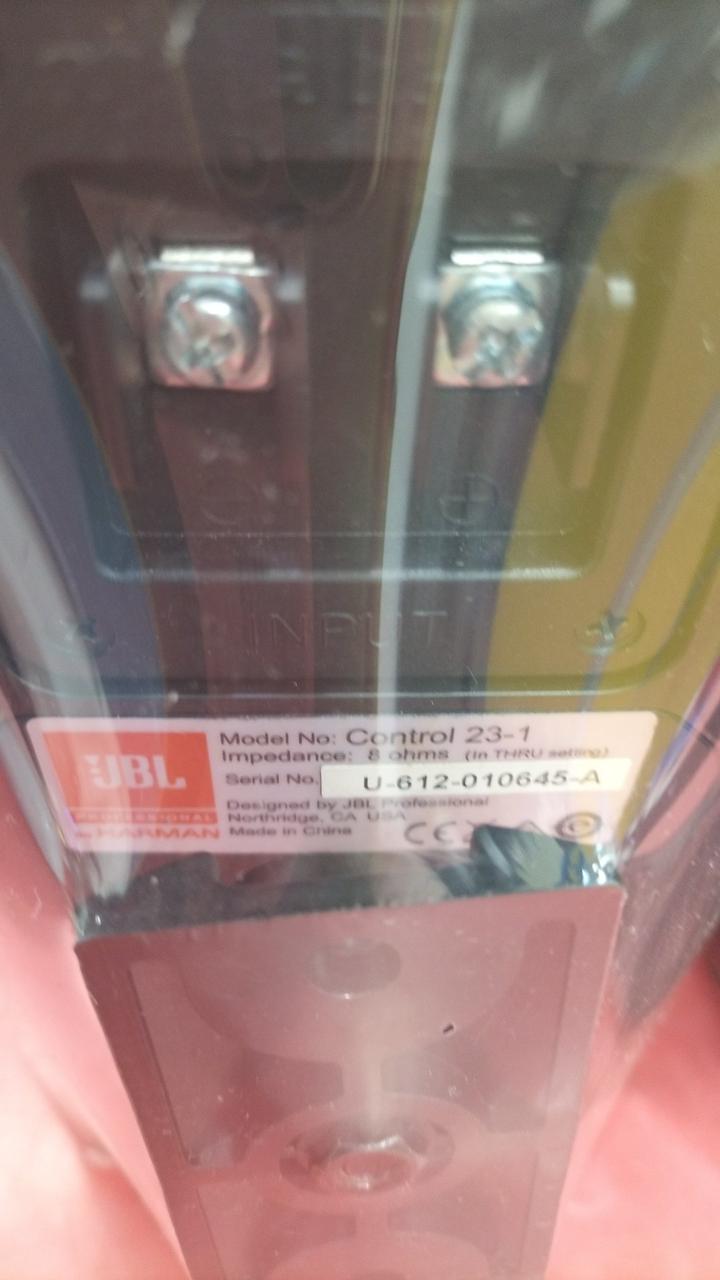 INPUT
JBL
PROFESSIONAL
HARMAN
Model No: Control 23-1
Impedance: 8 ohms (In THRU setting)
Serial No. U-612-010645-A
Designed by JBL Professional
Northridge, CA USA
Made in China
CE